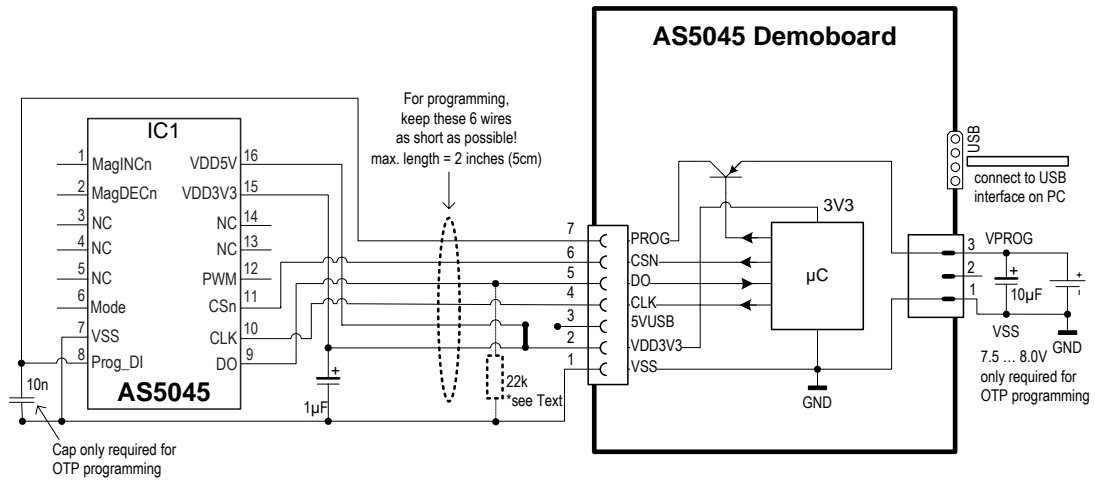 AS5045 Demoboard
For programming,
keep these 6 wires
as short as possible!
max. length = 2 inches (5cm)
IC1
1 MagINCn
2 MagDECn
3 NC
4 NC
5 NC
6 Mode
7 VSS
8 Prog_DI
VDD5V 16
VDD3V3 15
NC 14
NC 13
PWM 12
CSn 11
CLK 10
DO 9
AS5045
10n
Cap only required for
OTP programming
1µF
+
22k
*see Text
7 PROG
6 CSN
5 DO
4 CLK
3 5VUSB
2 VDD3V3
1 VSS
3V3
µC
GND
USB
connect to USB
interface on PC
3 VPROG
2
1
+
10µF
+
-
VSS
GND
7.5 ... 8.0V
only required for
OTP programming